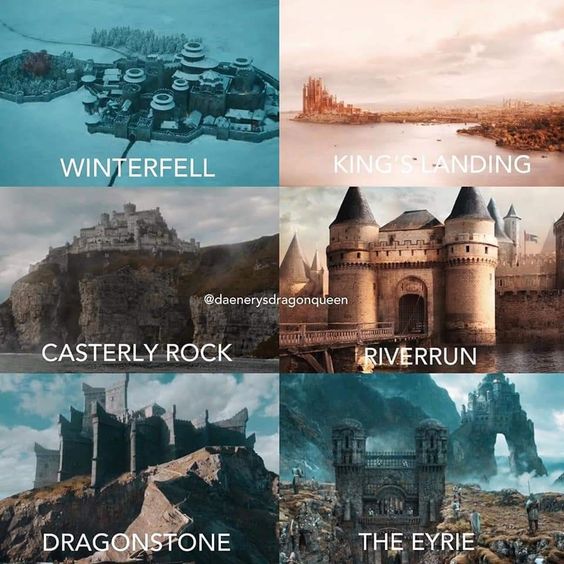 WINTERFELL
KING'S LANDING
@daenerysdragonqueen
CASTERLY ROCK
RIVERRUN
DRAGONSTONE
THE EYRIE